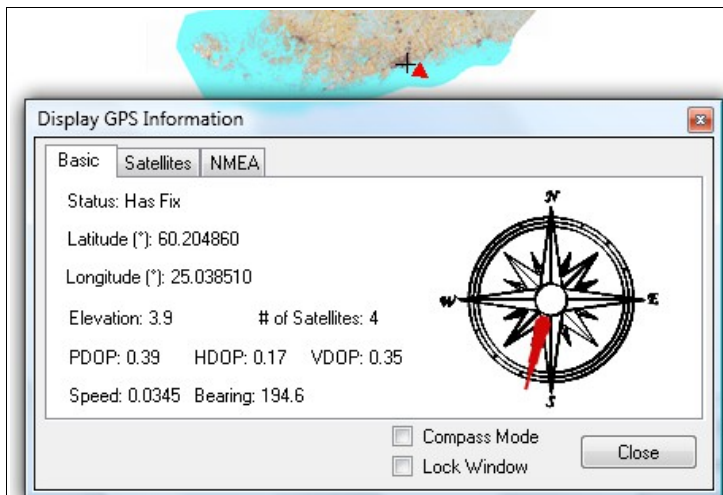 Display GPS Information
Basic Satellites NMEA
Status: Has Fix
Latitude (°): 60.204860
Longitude (°): 25.038510
Elevation: 3.9 # of Satellites: 4
PDOP: 0.39 HDOP: 0.17 VDOP: 0.35
Speed: 0.0345 Bearing: 194.6
N
W E
S
Compass Mode
Lock Window
Close